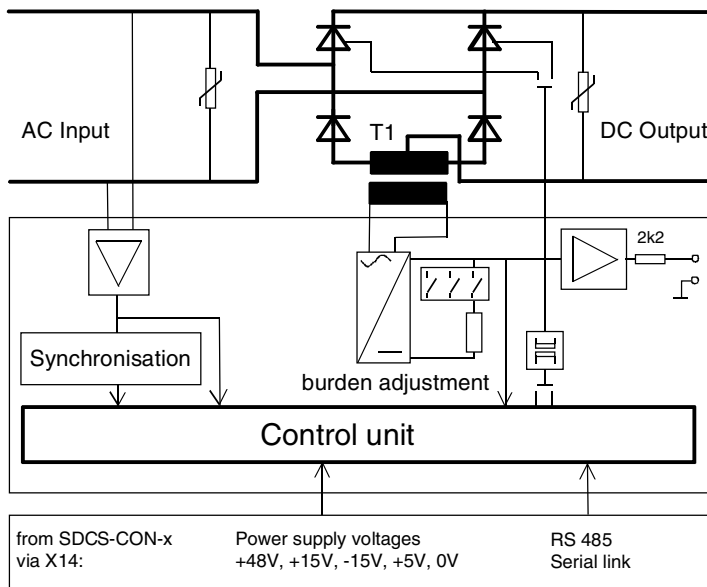 AC Input
T1
DC Output
2k2
Synchronisation
burden adjustment
Control unit
from SDCS-CON-x
via X14:
Power supply voltages
+48V, +15V, -15V, +5V, 0V
RS 485
Serial link